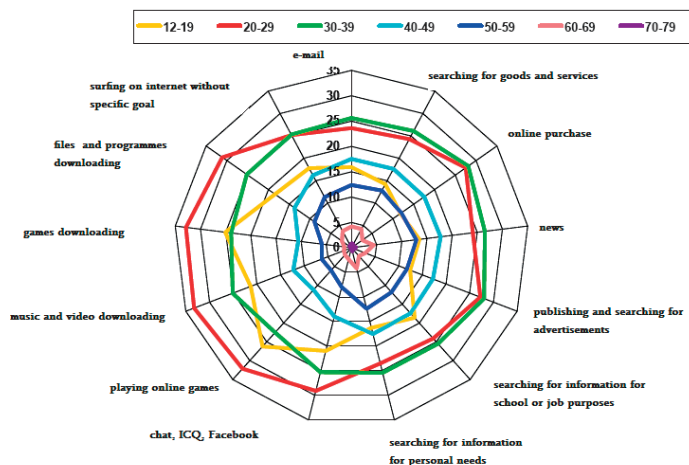 12-19 20-29 30-39 40-49 50-59 60-69 70-79
e-mail
35
30
25
20
15
10
5
0
searching for goods and services
online purchase
news
publishing and searching for
advertisements
searching for information for
school or job purposes
searching for information
for personal needs
chat, ICQ, Facebook
playing online games
music and video downloading
games downloading
files and programmes
downloading
surfing on internet without
specific goal